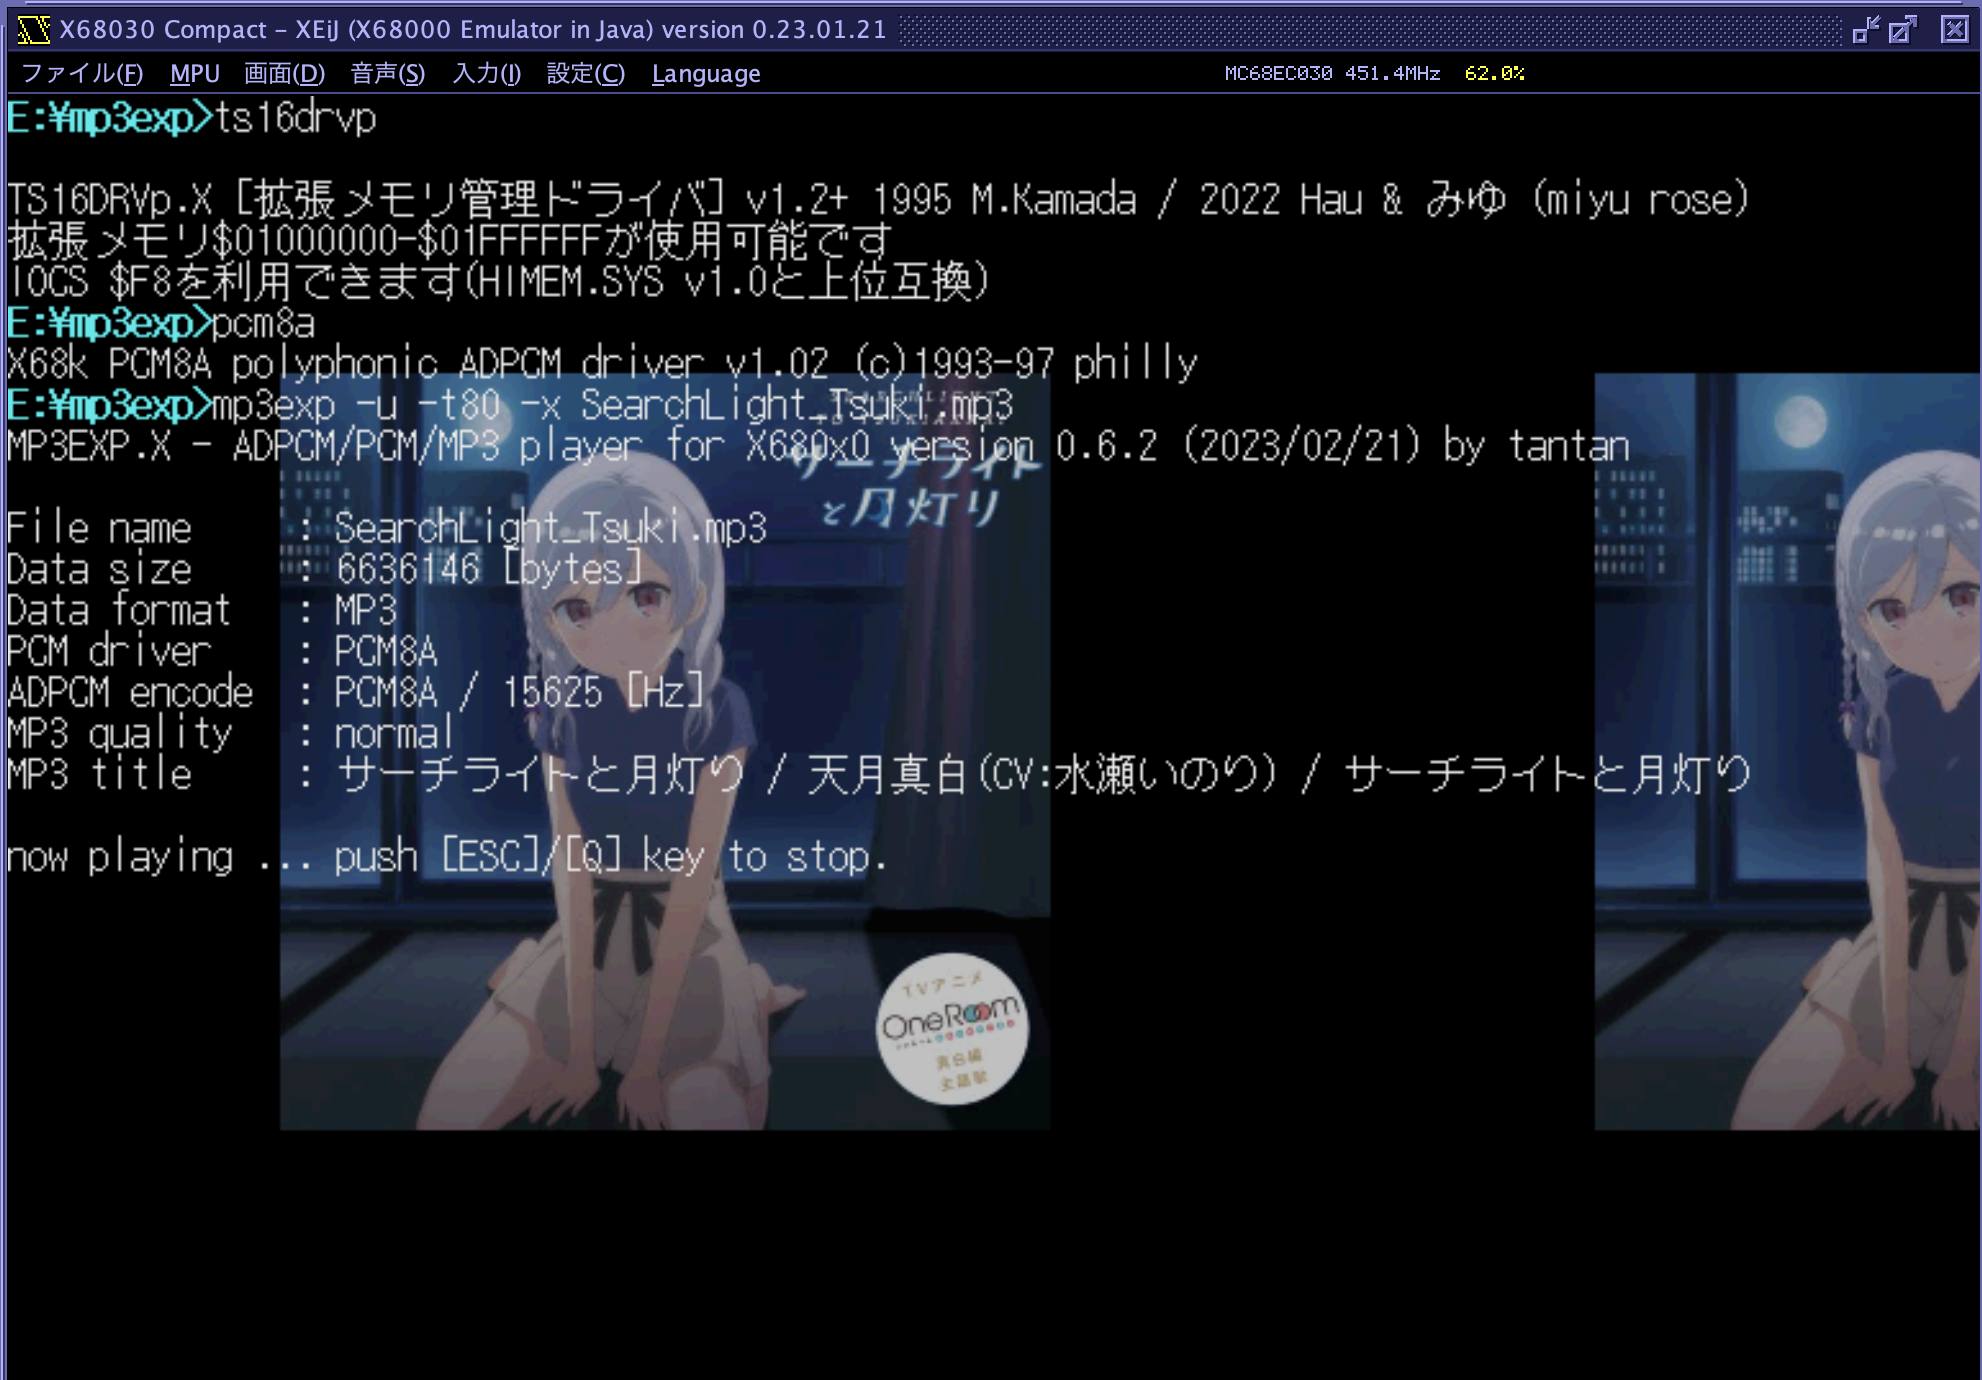 X68030 Compact - XEiJ (X68000 Emulator in Java) version 0.23.01.21
ファイル(F) MPU 画面(D) 音声(S) 入力(I) 設定(C) Language MC68EC030 451.4MHz 62.0%
E:¥mp3exp>ts16drvp
TS16DRVp.X [拡張メモリ管理ドライバ] v1.2+ 1995 M.Kamada / 2022 Hau & みゆ (miyu rose)
拡張メモリ$01000000-$01FFFFFFが使用可能です
IOCS $F8を利用できます(HIMEM.SYS v1.0と上位互換)
E:¥mp3exp>pcm8a
X68k PCM8A polyphonic ADPCM driver v1.02 (c)1993-97 philly
E:¥mp3exp>mp3exp -u -t80 -x SearchLight_Tsuki.mp3
MP3EXP.X - ADPCM/PCM/MP3 player for X680x0 version 0.6.2 (2023/02/21) by tantan
File name : SearchLight_Tsuki.mp3
Data size : 6636146 [bytes]
Data format : MP3
PCM driver : PCM8A
ADPCM encode : PCM8A / 15625 [Hz]
MP3 quality : normal
MP3 title : サーチライトと月灯り / 天月真白(CV:水瀬いのり) / サーチライトと月灯り
now playing ... push [ESC]/[Q] key to stop.
サーチライト
と月灯り
TVアニメ
OneRoom
真白編
主題歌